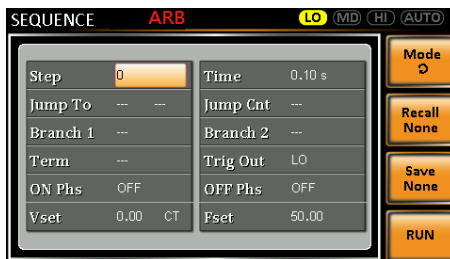 SEQUENCE ARB LO MD HI AUTO
Step 0 Time 0.10 s
Jump To --- --- Jump Cnt ---
Branch 1 --- Branch 2 ---
Term --- Trig Out LO
ON Phs OFF OFF Phs OFF
Vset 0.00 CT Fset 50.00
Mode
Recall
None
Save
None
RUN